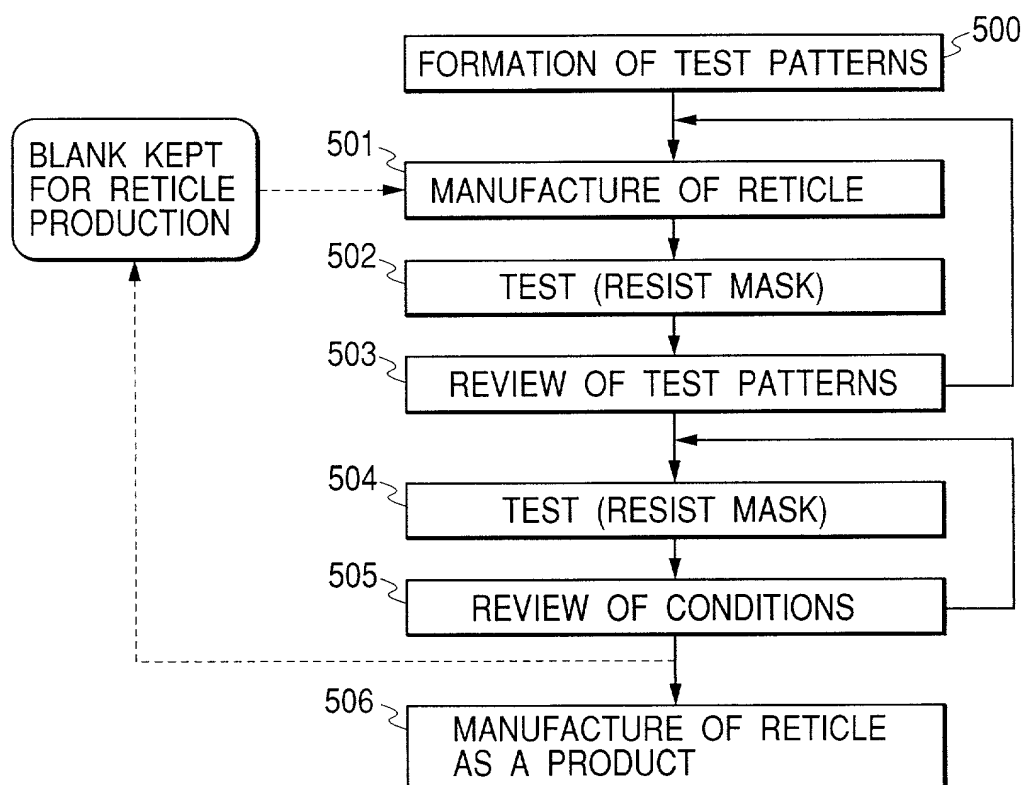 500
FORMATION OF TEST PATTERNS
BLANK KEPT
FOR RETICLE
PRODUCTION
501
MANUFACTURE OF RETICLE
502
TEST (RESIST MASK)
503
REVIEW OF TEST PATTERNS
504
TEST (RESIST MASK)
505
REVIEW OF CONDITIONS
506
MANUFACTURE OF RETICLE
AS A PRODUCT